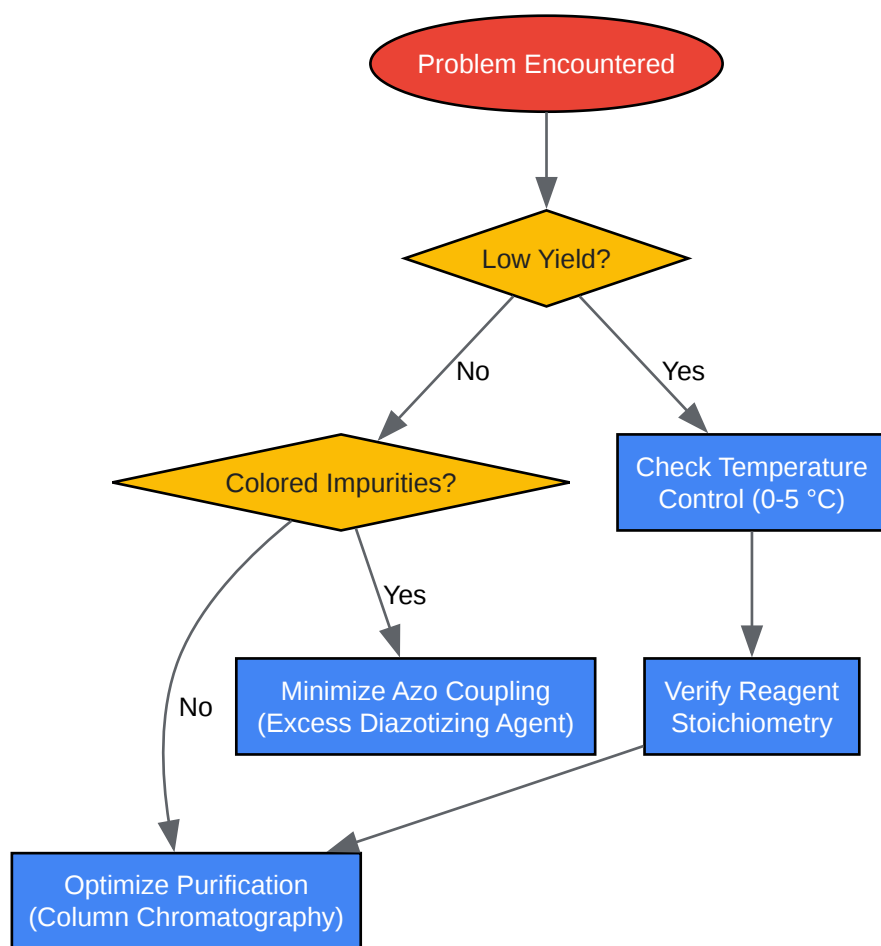 Problem Encountered
Low Yield?
No
Yes
Colored Impurities?
Check Temperature
Control (0-5 °C)
Yes
No
Minimize Azo Coupling
(Excess Diazotizing Agent)
Verify Reagent
Stoichiometry
Optimize Purification
(Column Chromatography)